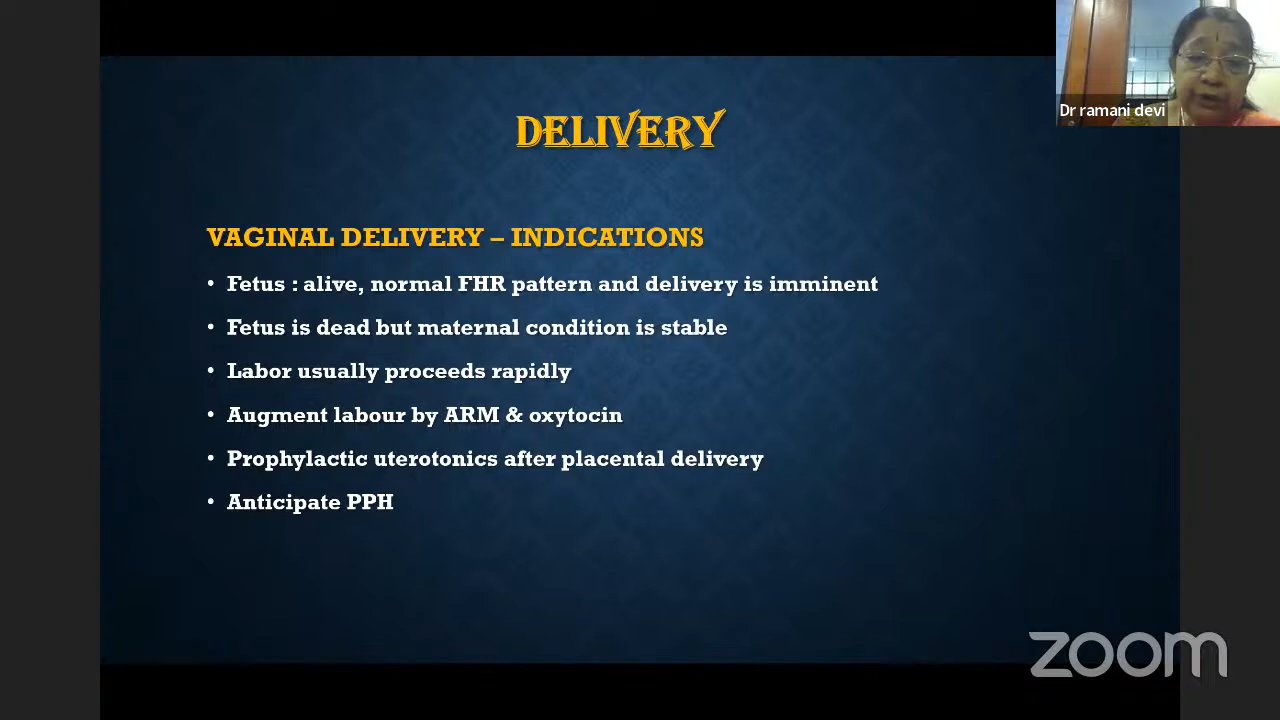 Dr ramani devi
DELIVERY
VAGINAL DELIVERY – INDICATIONS
• Fetus : alive, normal FHR pattern and delivery is imminent
• Fetus is dead but maternal condition is stable
• Labor usually proceeds rapidly
• Augment labour by ARM & oxytocin
• Prophylactic uterotonics after placental delivery
• Anticipate PPH
zoom